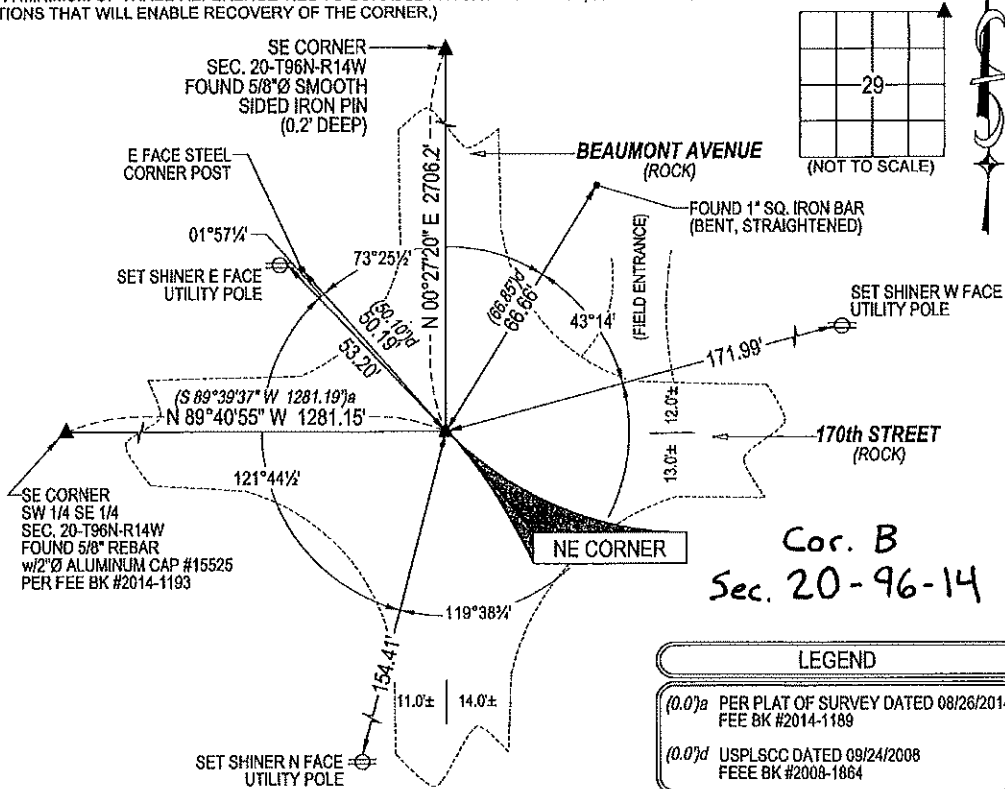 TIONS THAT WILL ENABLE RECOVERY OF THE CORNER.)
SE CORNER
SEC. 20-T96N-R14W
FOUND 5/8"Ø SMOOTH
SIDED IRON PIN
(0.2' DEEP)
29
(NOT TO SCALE)
BEAUMONT AVENUE
(ROCK)
E FACE STEEL
CORNER POST
FOUND 1" SQ. IRON BAR
(BENT, STRAIGHTENED)
01°57¼'
73°25½'
N 00°27'20" E 2706.2'
(FIELD ENTRANCE)
SET SHINER E FACE
UTILITY POLE
SET SHINER W FACE
UTILITY POLE
(50.10')d
50.19'
53.20'
(66.85')d
66.66'
43°14'
171.99'
(S 89°39'37" W 1281.19')a
N 89°40'55" W 1281.15'
12.0'±
13.0'±
170th STREET
(ROCK)
121°44½'
SE CORNER
SW 1/4 SE 1/4
SEC. 20-T96N-R14W
FOUND 5/8" REBAR
w/2"Ø ALUMINUM CAP #15525
PER FEE BK #2014-1193
NE CORNER
Cor. B
Sec. 20-96-14
119°38¾'
154.41'
11.0'±
14.0'±
SET SHINER N FACE
UTILITY POLE
LEGEND
(0.0')a PER PLAT OF SURVEY DATED 08/26/2014
FEE BK #2014-1189
(0.0')d USPLSCC DATED 09/24/2008
FEEE BK #2008-1864